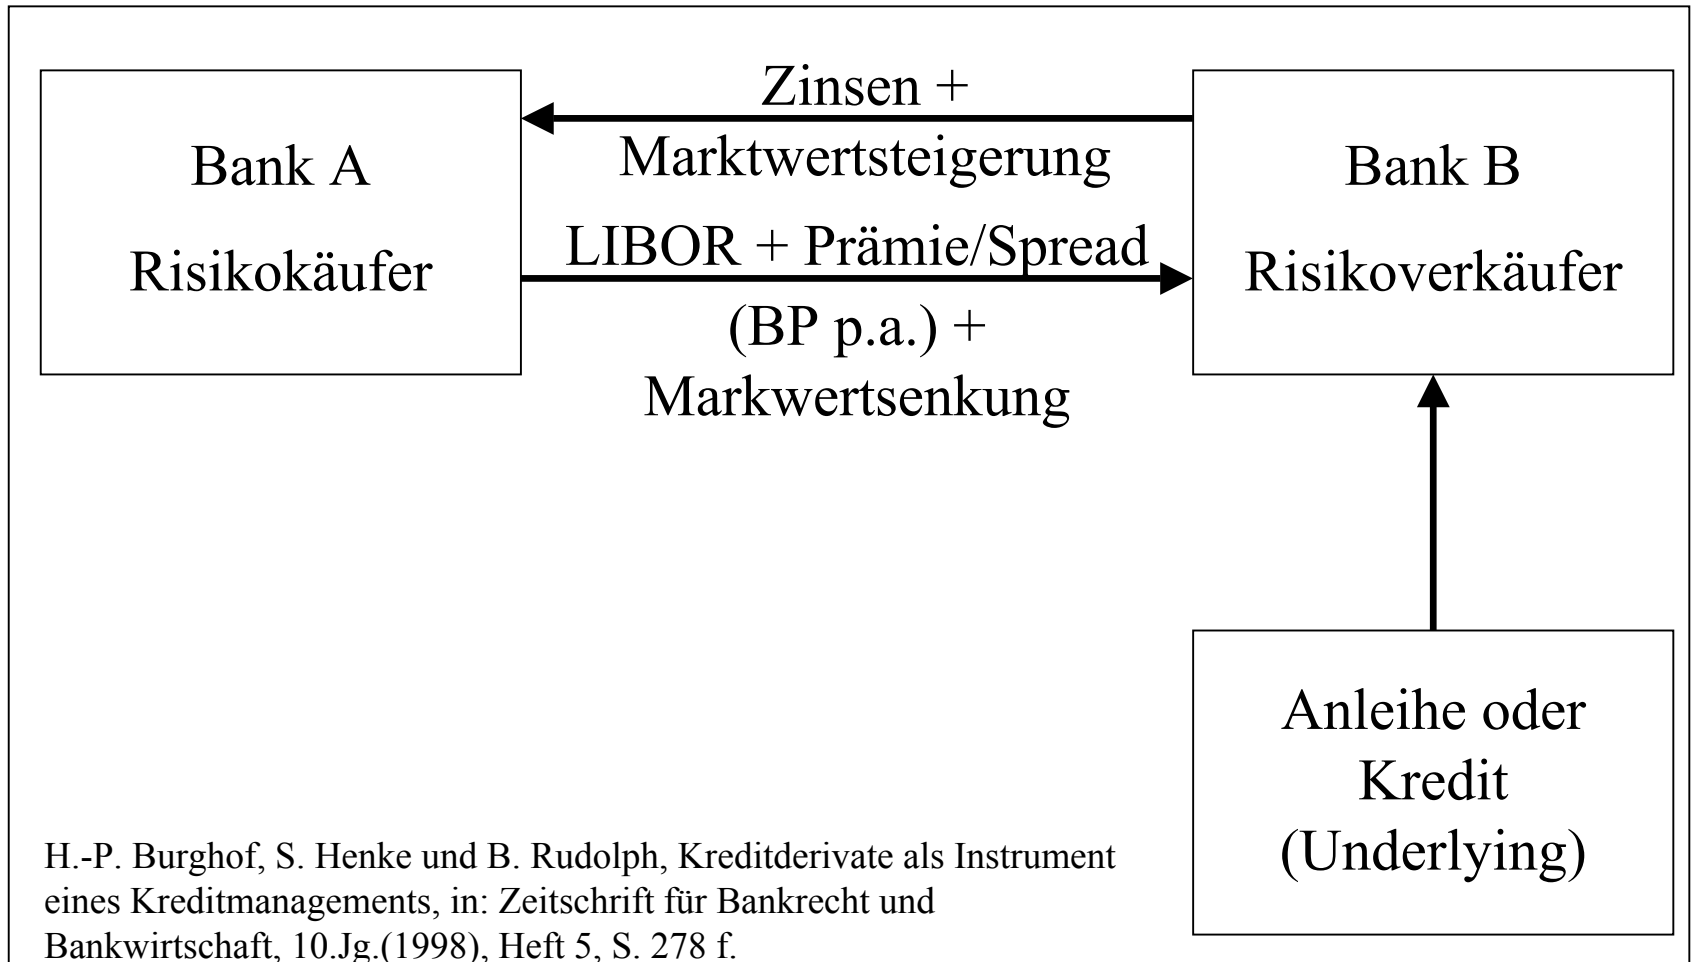 Bank A
Risikokäufer
Zinsen +
Marktwertsteigerung
LIBOR + Prämie/Spread
(BP p.a.) +
Markwertsenkung
Bank B
Risikoverkäufer
Anleihe oder
Kredit
(Underlying)
H.-P. Burghof, S. Henke und B. Rudolph, Kreditderivate als Instrument
eines Kreditmanagements, in: Zeitschrift für Bankrecht und
Bankwirtschaft, 10.Jg.(1998), Heft 5, S. 278 f.